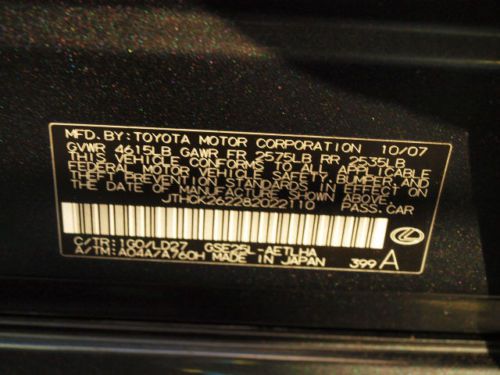 MFD. BY: TOYOTA MOTOR CORPORATION 10/07
GVWR 4615LB GAWR FR 2575LB RR 2535LB
THIS VEHICLE CONFORMS TO ALL APPLICABLE
FEDERAL MOTOR VEHICLE SAFETY, BUMPER, AND
THEFT PREVENTION STANDARDS IN EFFECT ON
THE DATE OF MANUFACTURE SHOWN ABOVE.
JTHCK262282022110 PASS.CAR
C/TR: 1G0/LD27 GSE25L-AETLHA
A/TM: A04A/A760H MADE IN JAPAN 399 A